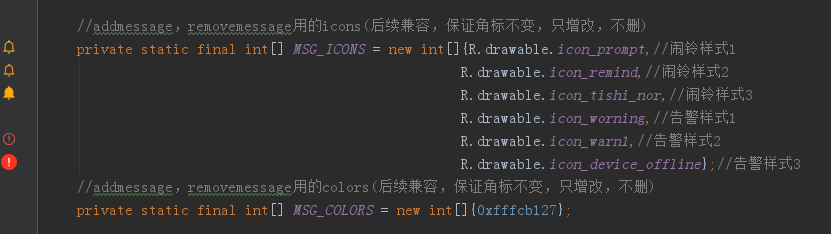 //addmessage，removemessage用的icons(后续兼容，保证角标不变，只增改，不删)
private static final int[] MSG_ICONS = new int[]{R.drawable.icon_prompt,//闹铃样式1
R.drawable.icon_remind,//闹铃样式2
R.drawable.icon_tishi_nor,//闹铃样式3
R.drawable.icon_worning,//告警样式1
R.drawable.icon_warn1,//告警样式2
R.drawable.icon_device_offline};//告警样式3
//addmessage，removemessage用的colors(后续兼容，保证角标不变，只增改，不删)
private static final int[] MSG_COLORS = new int[]{0xfffcb127};